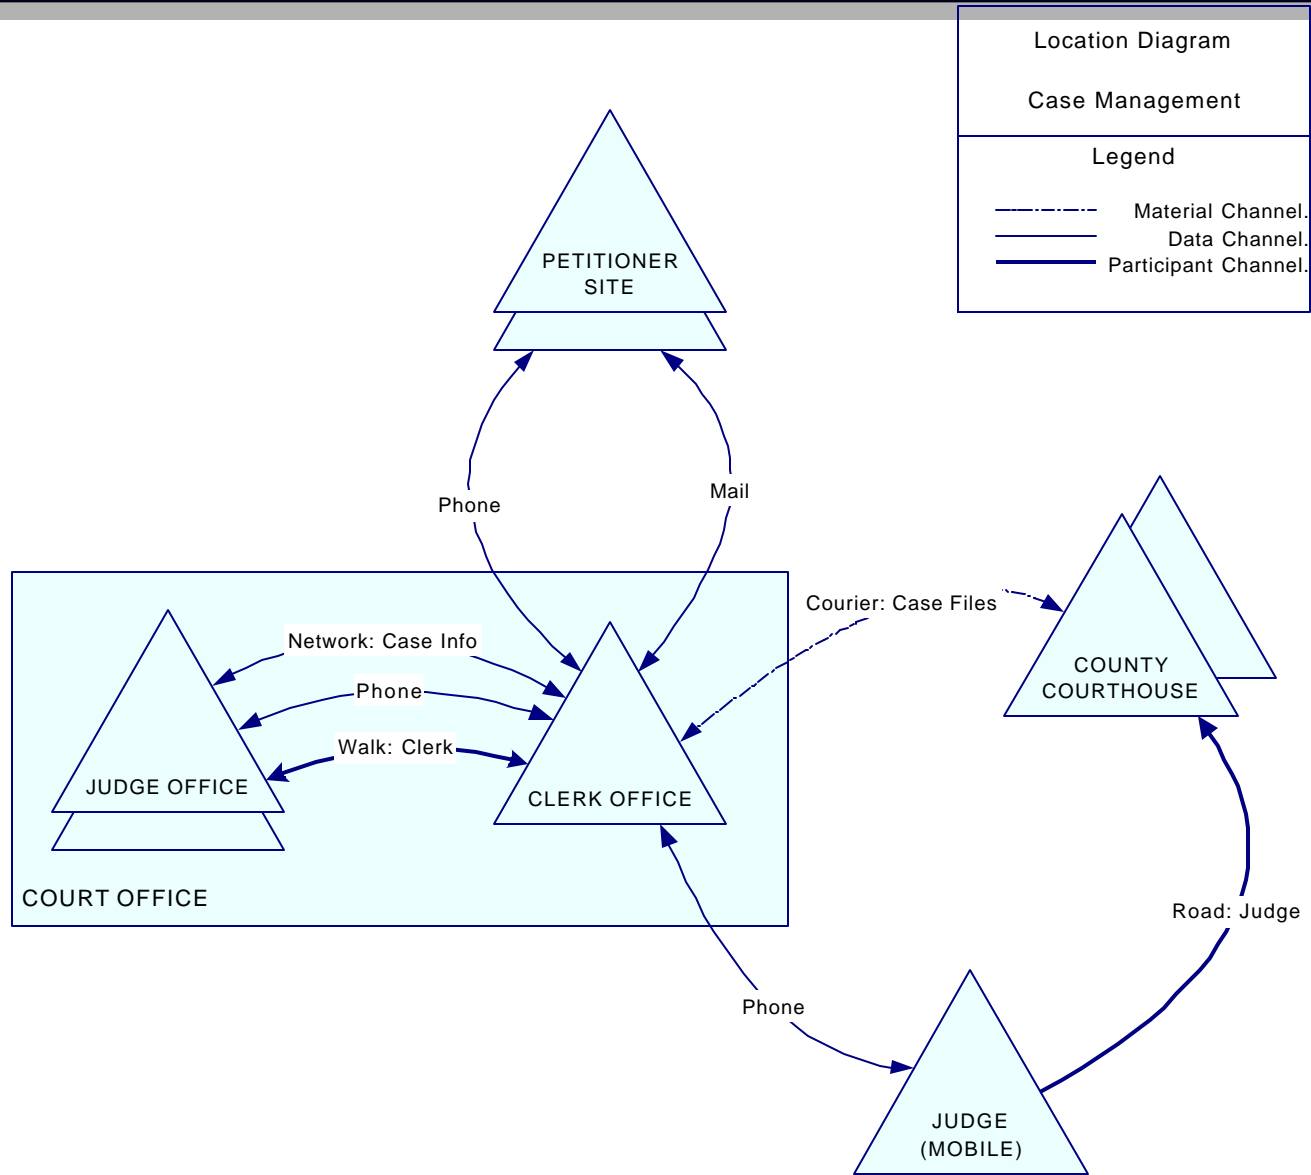 Location Diagram
Case Management
Legend
Material Channel.
Data Channel.
Participant Channel.
PETITIONER
SITE
Phone
Mail
Courier: Case Files
COUNTY
COURTHOUSE
Network: Case Info
Phone
Walk: Clerk
JUDGE OFFICE
CLERK OFFICE
COURT OFFICE
Road: Judge
Phone
JUDGE
(MOBILE)